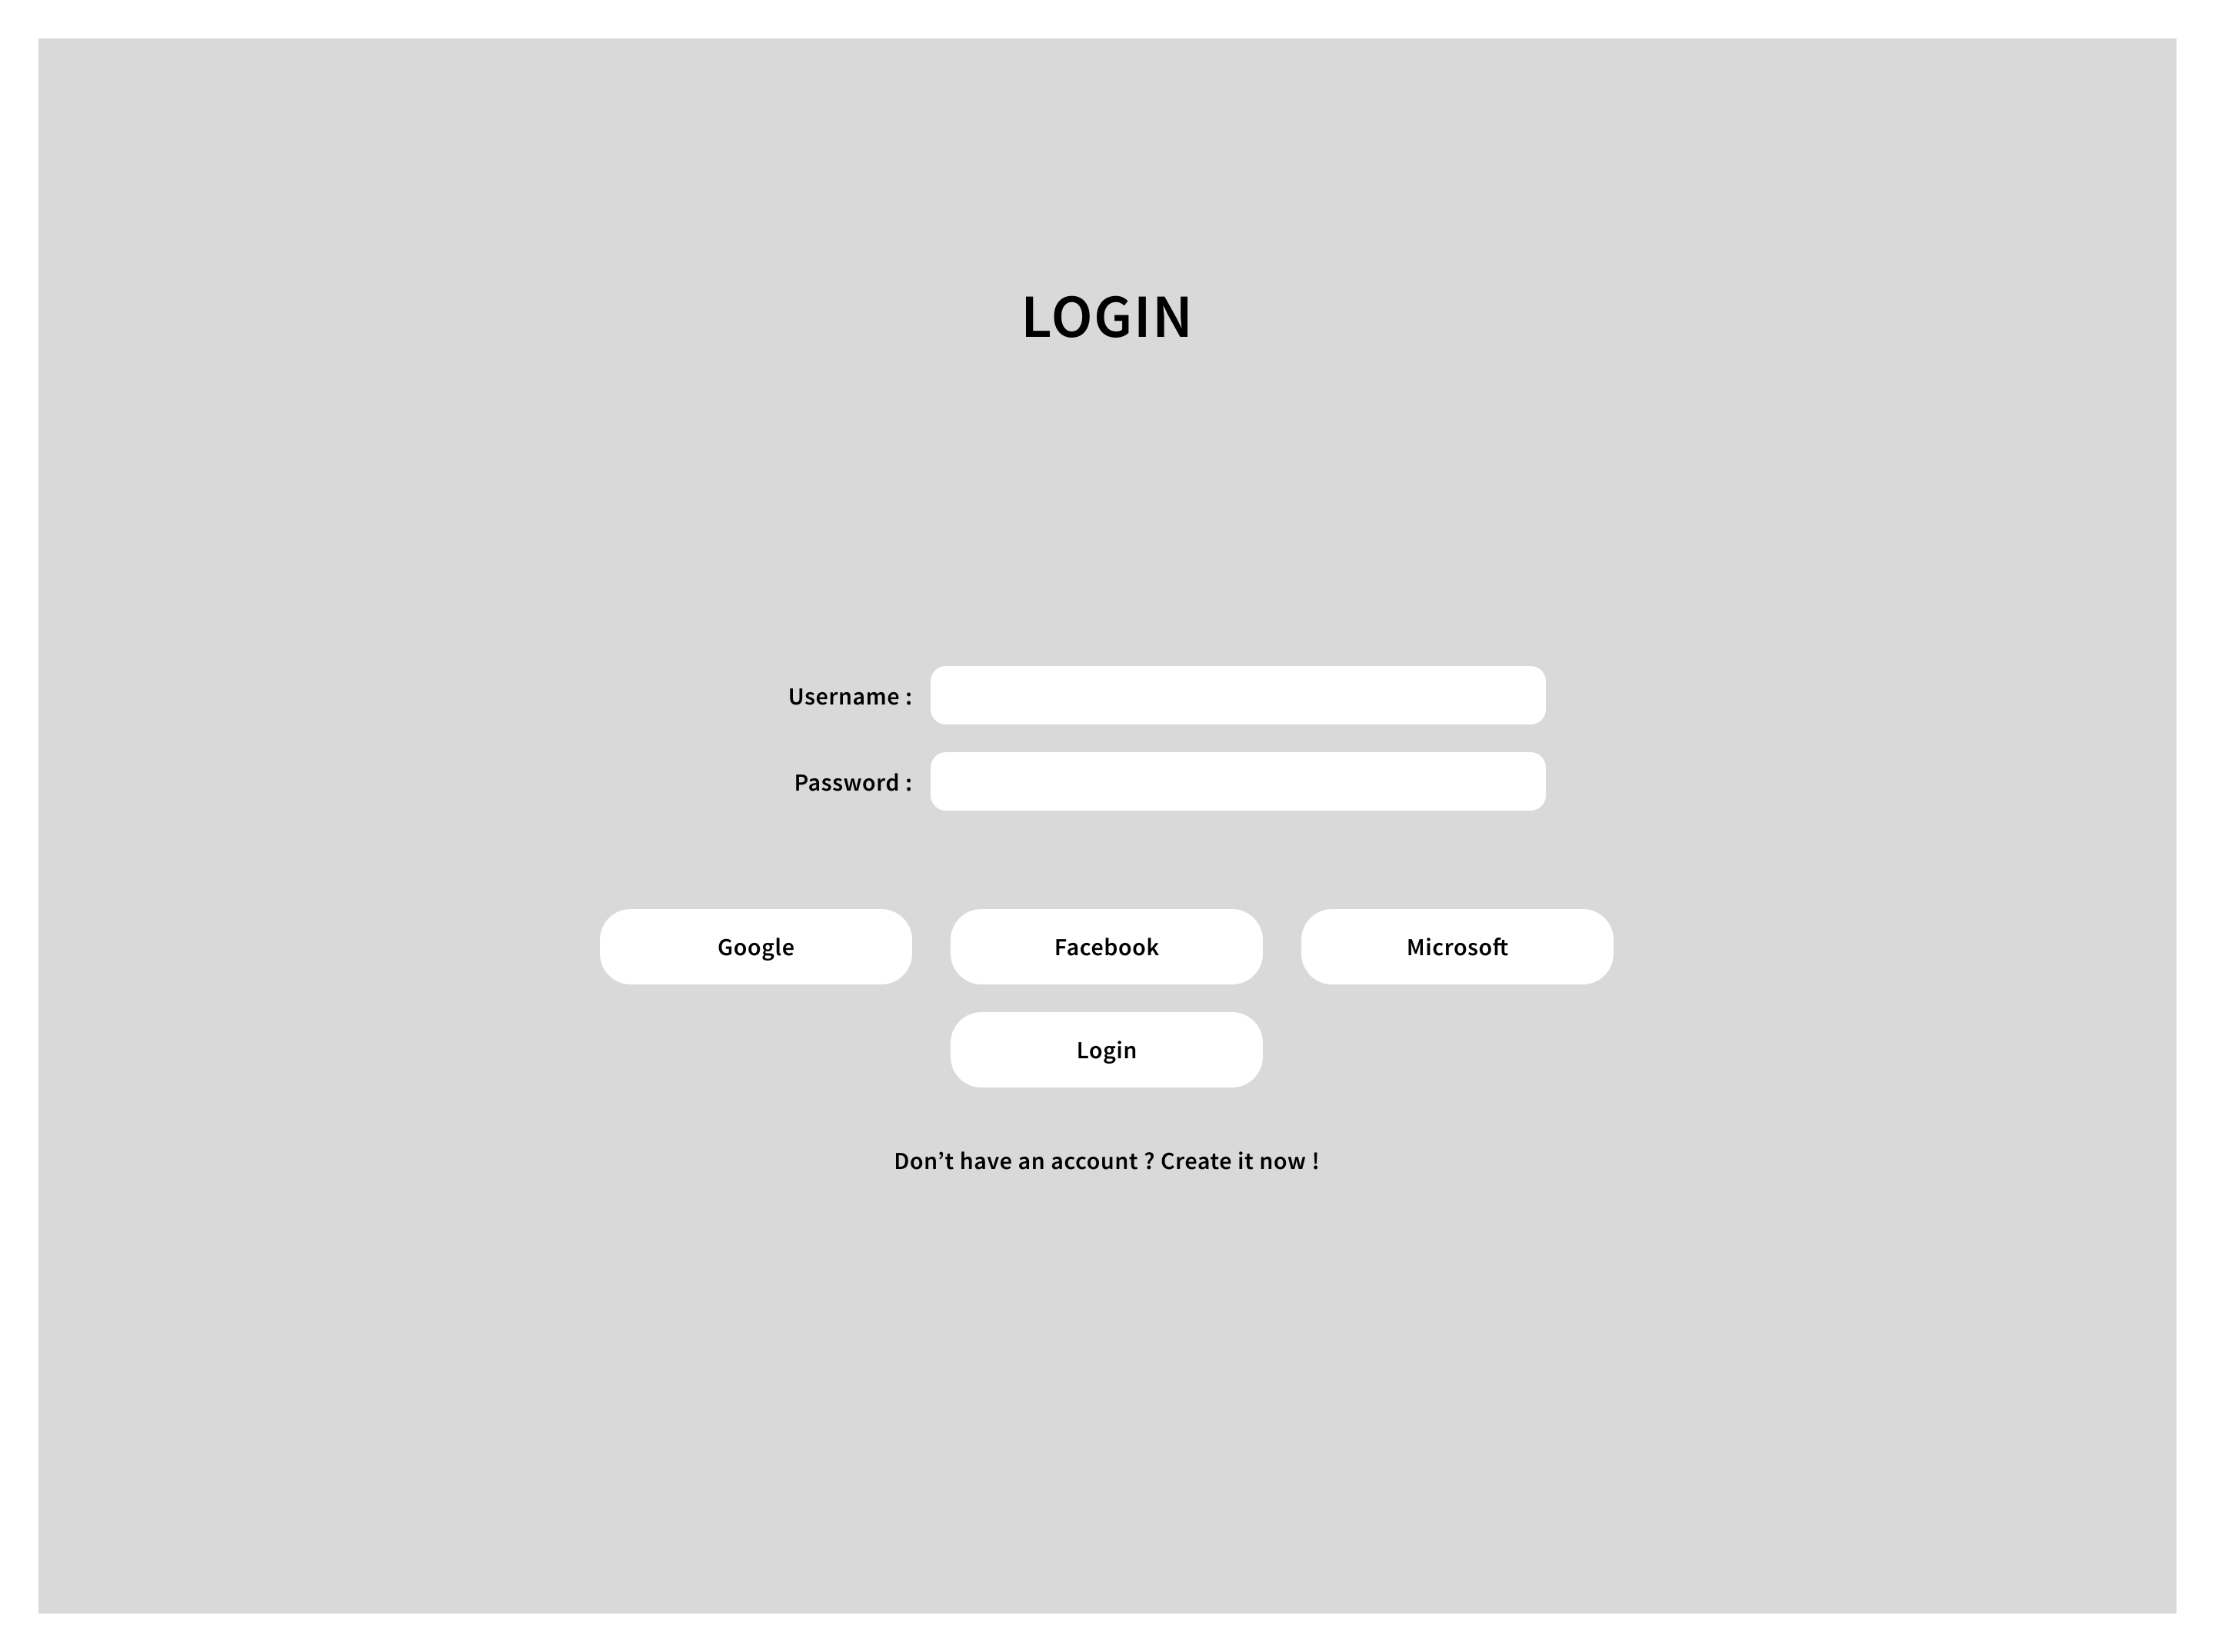 LOGIN
Username :
Password :
Google
Facebook
Microsoft
Login
Don’t have an account ? Create it now !